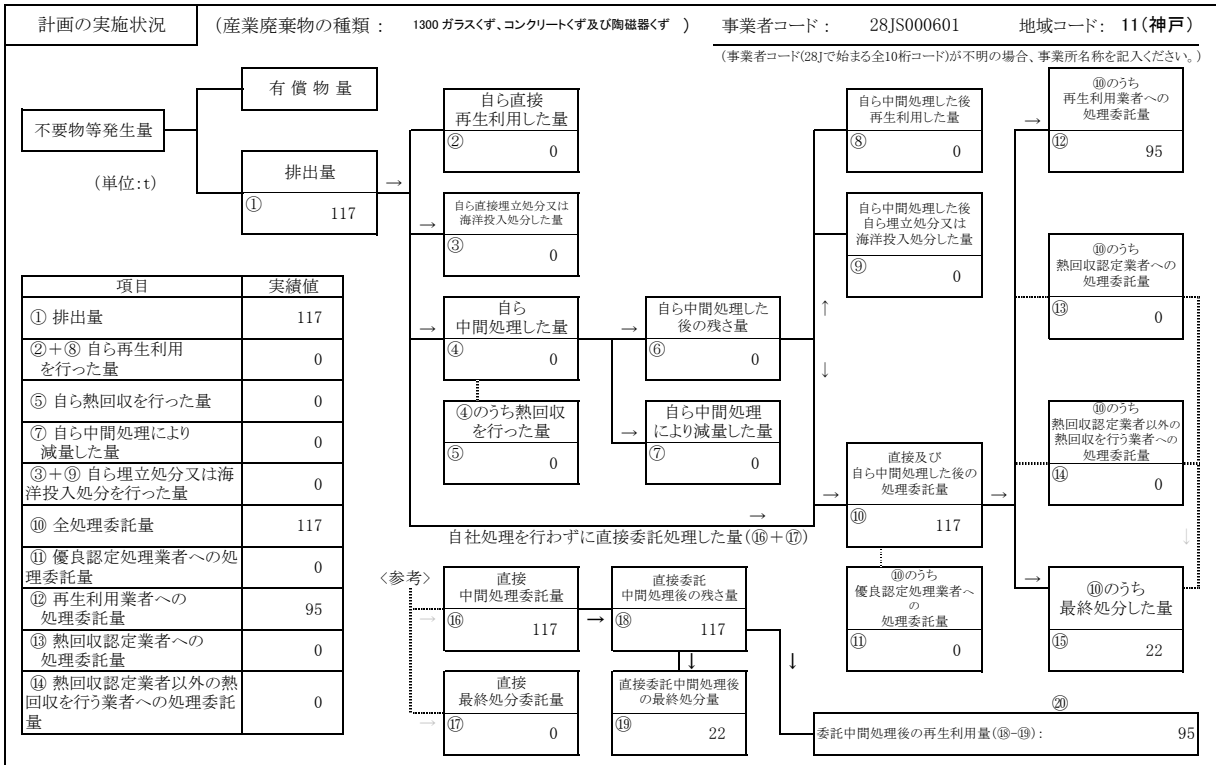 計画の実施状況
(産業廃棄物の種類： 1300 ガラスくず、コンクリートくず及び陶磁器くず )
事業者コード： 28JS000601
地域コード： 11(神戸)
(事業者コード(28Jで始まる全10桁コード)が不明の場合、事業所名称を記入ください。)
不要物等発生量
(単位:t)
有 償 物 量
排出量
① 117
→
自ら直接
再生利用した量
② 0
→
自ら直接埋立処分又は
海洋投入処分した量
③ 0
→
自ら
中間処理した量
④ 0
④のうち熱回収
を行った量
⑤ 0
→
自ら中間処理した
後の残さ量
⑥ 0
→
自ら中間処理
により減量した量
⑦ 0
自ら中間処理した後
再生利用した量
⑧ 0
自ら中間処理した後
自ら埋立処分又は
海洋投入処分した量
⑨ 0
↑
↓
→
直接及び
自ら中間処理した後の
処理委託量
⑩ 117
→
⑩のうち
優良認定処理業者へ
の
処理委託量
⑪ 0
→
⑩のうち
再生利用業者への
処理委託量
⑫ 95
⑩のうち
熱回収認定業者への
処理委託量
⑬ 0
⑩のうち
熱回収認定業者以外の
熱回収を行う業者への
処理委託量
⑭ 0
↓
→
⑩のうち
最終処分した量
⑮ 22
項目 実績値
① 排出量 117
②＋⑧ 自ら再生利用
を行った量 0
⑤ 自ら熱回収を行った量 0
⑦ 自ら中間処理により
減量した量 0
③＋⑨ 自ら埋立処分又は海
洋投入処分を行った量 0
⑩ 全処理委託量 117
⑪ 優良認定処理業者への処
理委託量 0
⑫ 再生利用業者への
処理委託量 95
⑬ 熱回収認定業者への
処理委託量 0
⑭ 熱回収認定業者以外の熱
回収を行う業者への処理委託
量 0
→
自社処理を行わずに直接委託処理した量(⑯＋⑰)
〈参考〉
→
直接
中間処理委託量
⑯ 117
→
直接委託
中間処理後の残さ量
⑱ 117
→
直接
最終処分委託量
⑰ 0
↓
直接委託中間処理後
の最終処分量
⑲ 22
↓
⑳
委託中間処理後の再生利用量(⑱-⑲)： 95